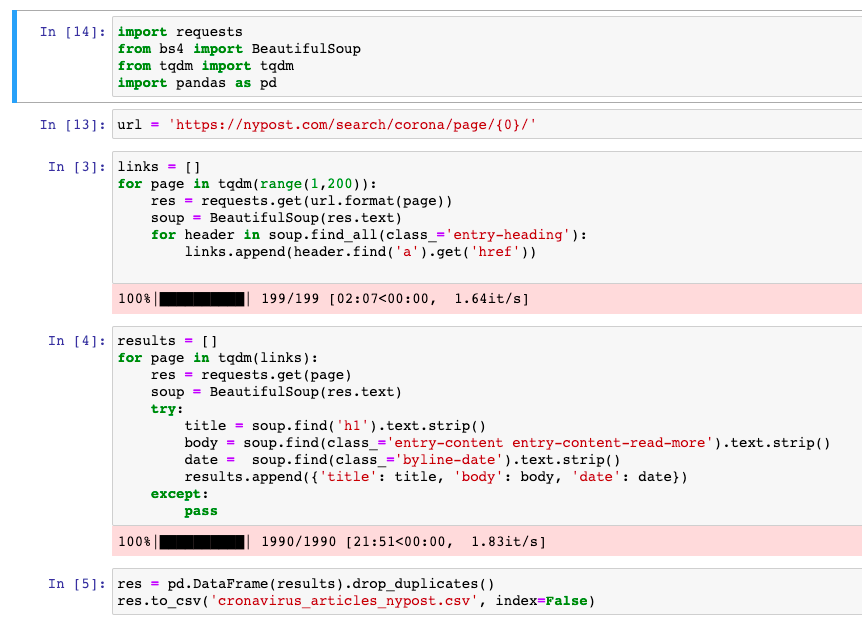 In [14]: import requests
from bs4 import BeautifulSoup
from tqdm import tqdm
import pandas as pd
In [13]: url = 'https://nypost.com/search/corona/page/{0}/'
In [3]: links = []
for page in tqdm(range(1,200)):
    res = requests.get(url.format(page))
    soup = BeautifulSoup(res.text)
    for header in soup.find_all(class_='entry-heading'):
        links.append(header.find('a').get('href'))
100%|██████████| 199/199 [02:07<00:00,  1.64it/s]
In [4]: results = []
for page in tqdm(links):
    res = requests.get(page)
    soup = BeautifulSoup(res.text)
    try:
        title = soup.find('h1').text.strip()
        body = soup.find(class_='entry-content entry-content-read-more').text.strip()
        date =  soup.find(class_='byline-date').text.strip()
        results.append({'title': title, 'body': body, 'date': date})
    except:
        pass
100%|██████████| 1990/1990 [21:51<00:00,  1.83it/s]
In [5]: res = pd.DataFrame(results).drop_duplicates()
res.to_csv('cronavirus_articles_nypost.csv', index=False)